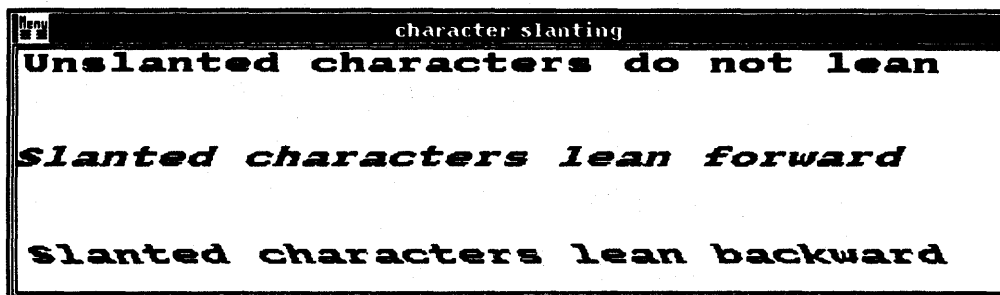 Menu
character slanting
Unslanted characters do not lean
Slanted characters lean forward
Slanted characters lean backward